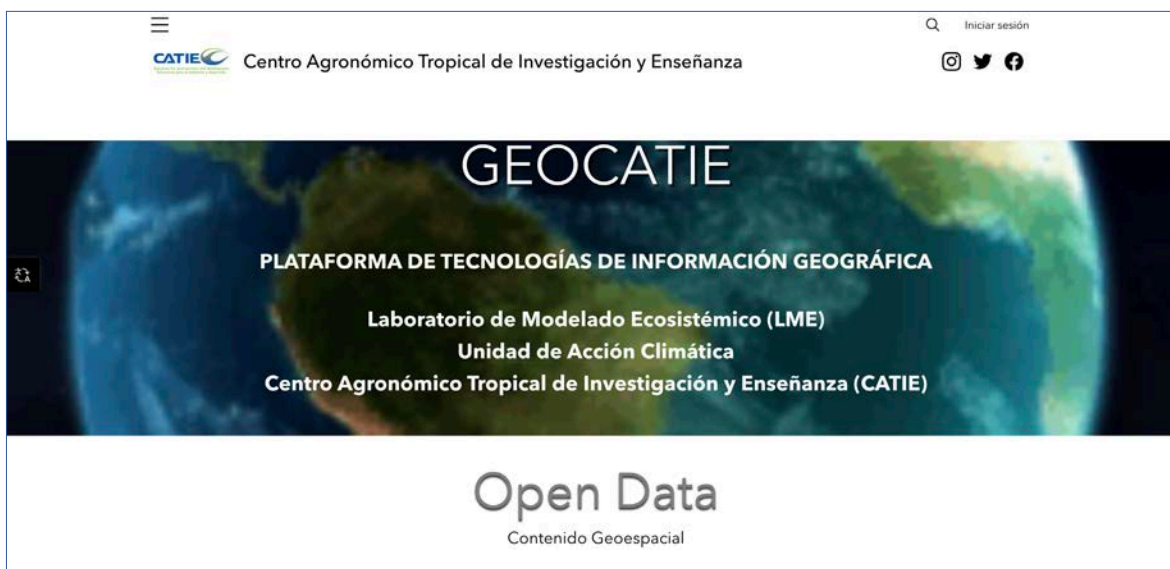 Iniciar sesión
CATIE
Centro Agronómico Tropical de Investigación y Enseñanza
GEOCATIE
PLATAFORMA DE TECNOLOGÍAS DE INFORMACIÓN GEOGRÁFICA
Laboratorio de Modelado Ecosistémico (LME)
Unidad de Acción Climática
Centro Agronómico Tropical de Investigación y Enseñanza (CATIE)
Open Data
Contenido Geoespacial